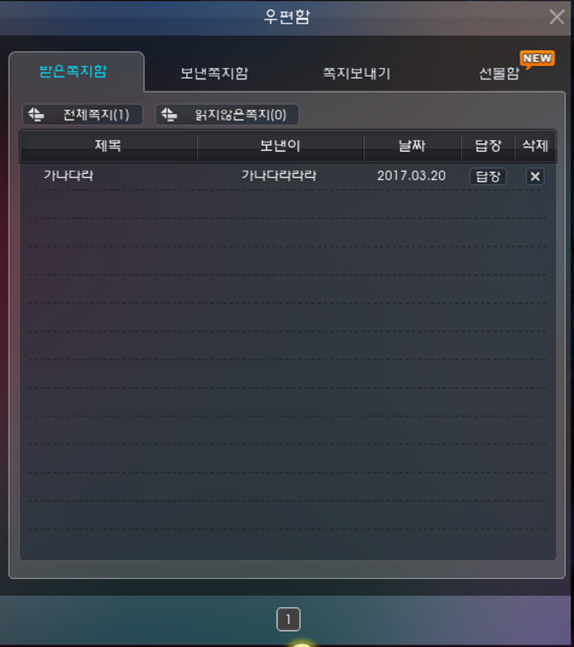 우편함
받은쪽지함 보낸쪽지함 쪽지보내기 선물함 NEW
전체쪽지(1) 읽지않은쪽지(0)
제목 보낸이 날짜 답장 삭제
가나다라 가나다라라라 2017.03.20 답장
1